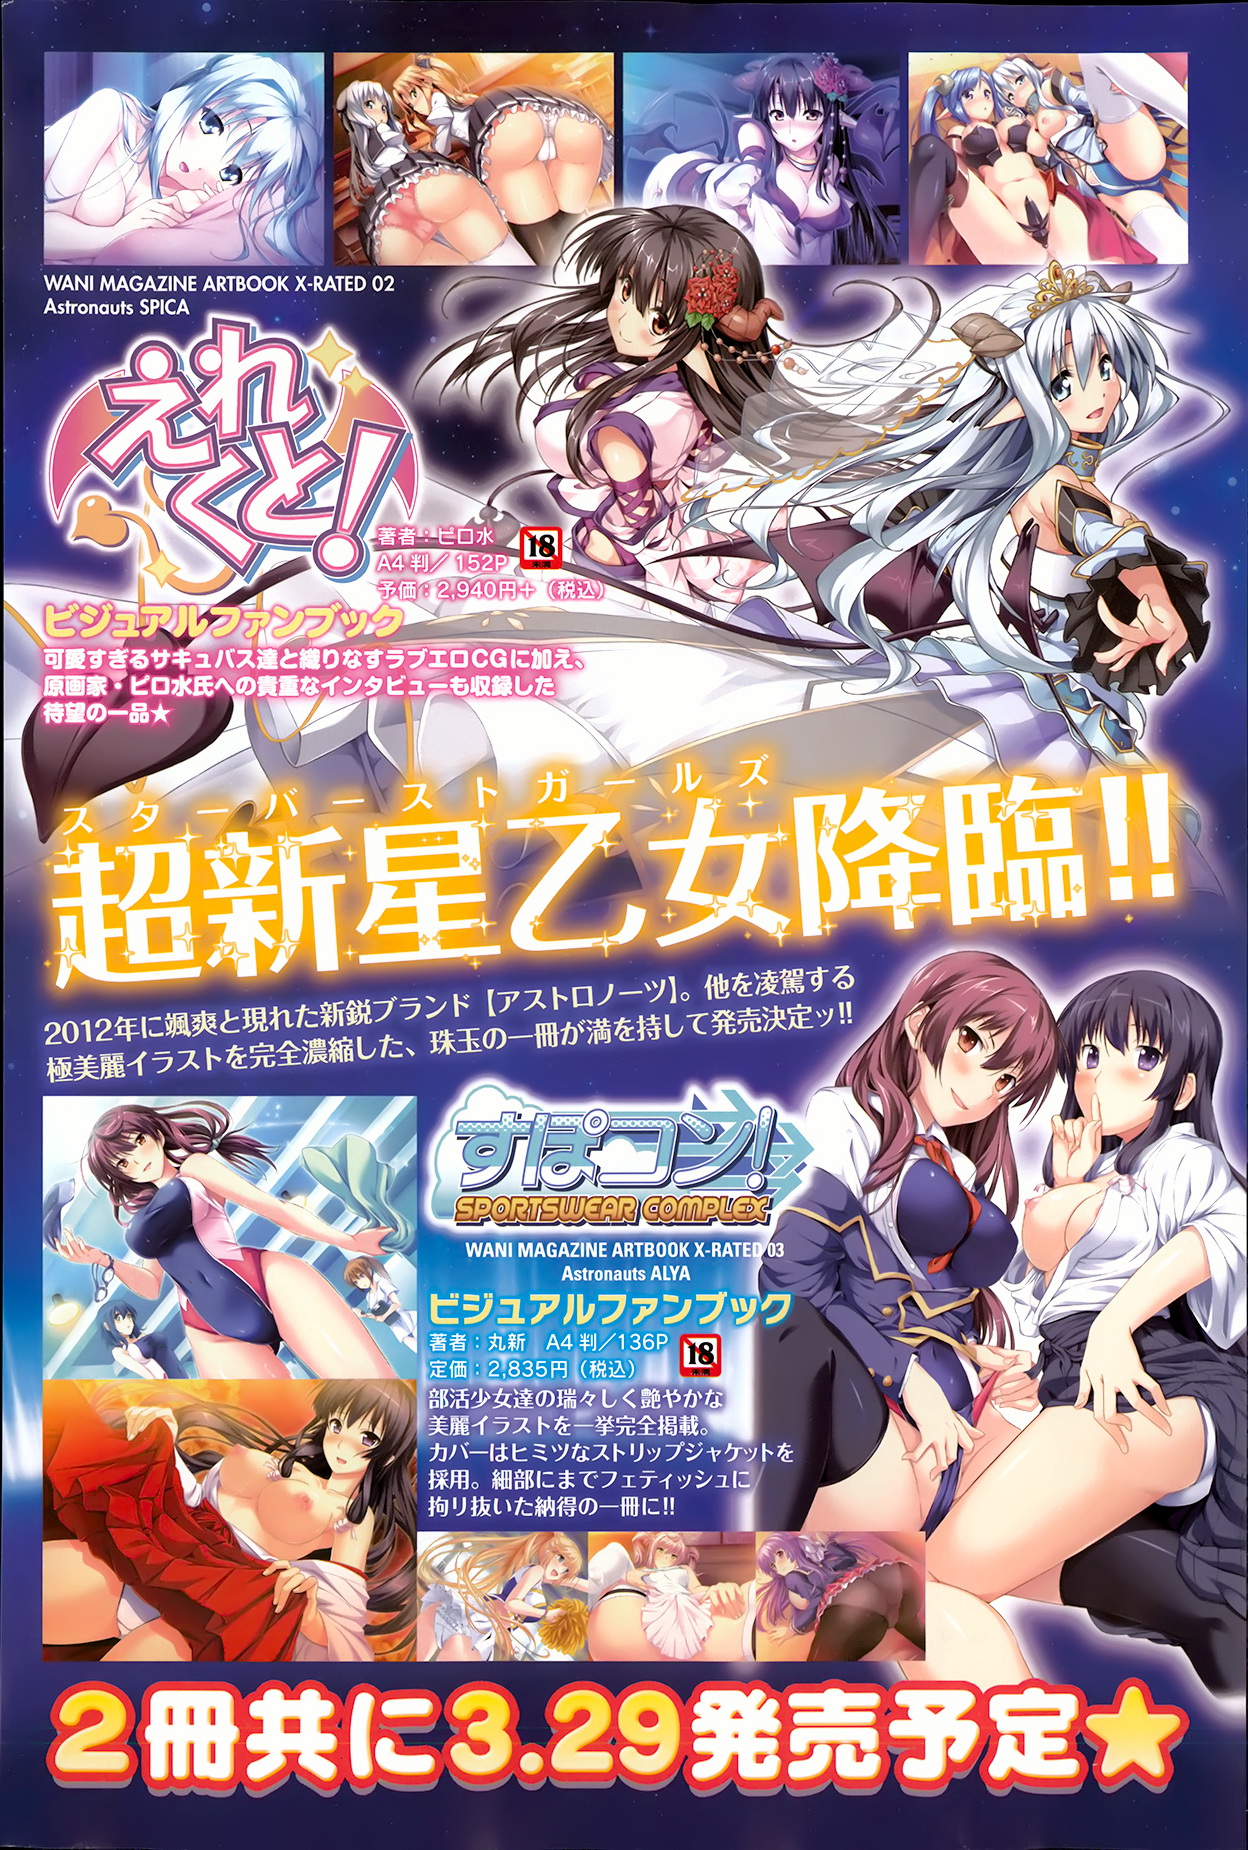 WANI MAGAZINE ARTBOOK X-RATED 02
Astronauts SPICA
えれくと!
著者:ピロ水
A4判/152P
予価:2,940円+(税込)
18
未満
ビジュアルファンブック
可愛すぎるサキュバス達と織りなすラブエロCGに加え、
原画家・ピロ水氏への貴重なインタビューも収録した
待望の一品★
スターバーストガールズ
超新星乙女降臨!!
2012年に颯爽と現れた新鋭ブランド【アストロノーツ】。他を凌駕する
極美麗イラストを完全濃縮した、珠玉の一冊が満を持して発売決定ッ!!
すぽコン!
SPORTSWEAR COMPLEX
WANI MAGAZINE ARTBOOK X-RATED 03
Astronauts ALYA
ビジュアルファンブック
著者:丸新 A4判/136P
定価:2,835円(税込)
18
未満
部活少女達の瑞々しく艶やかな
美麗イラストを一挙完全掲載。
カバーはヒミツなストリップジャケットを
採用。細部にまでフェティッシュに
拘り抜いた納得の一冊に!!
2冊共に3.29発売予定★